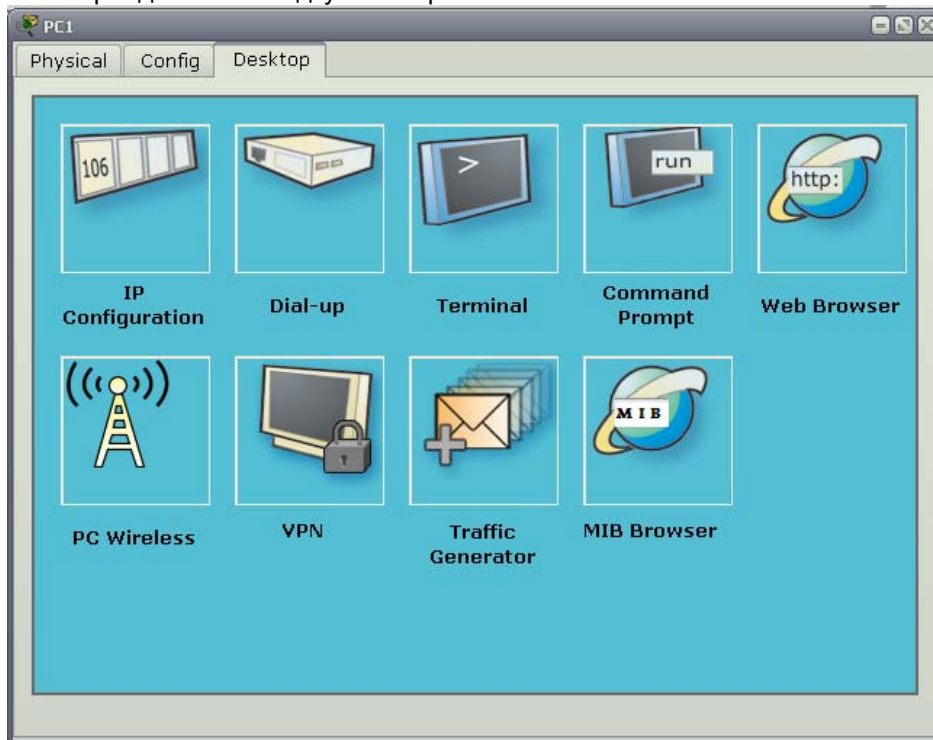 PC1
Physical Config Desktop
106
>
run
http:
IP
Configuration
Dial-up
Terminal
Command
Prompt
Web Browser
MIB
PC Wireless
VPN
Traffic
Generator
MIB Browser